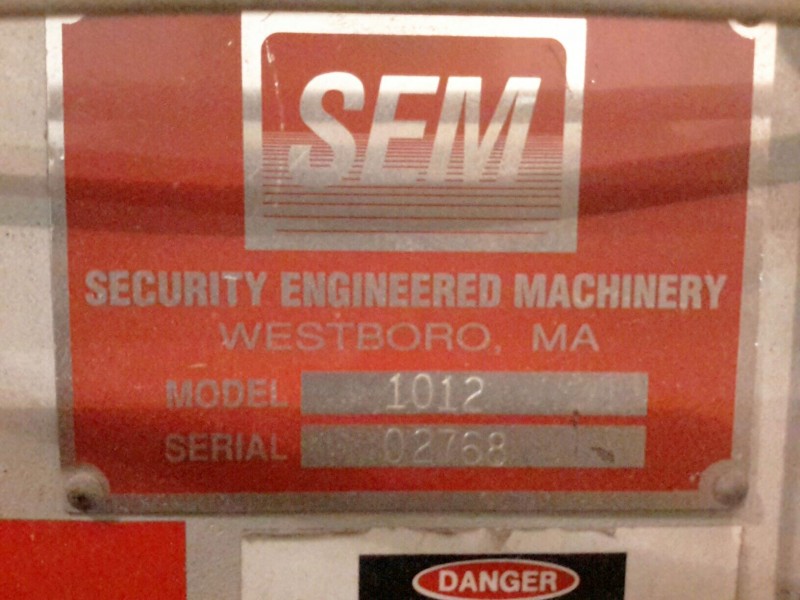 SEM
SECURITY ENGINEERED MACHINERY
WESTBORO, MA
MODEL 1012
SERIAL 02768
DANGER